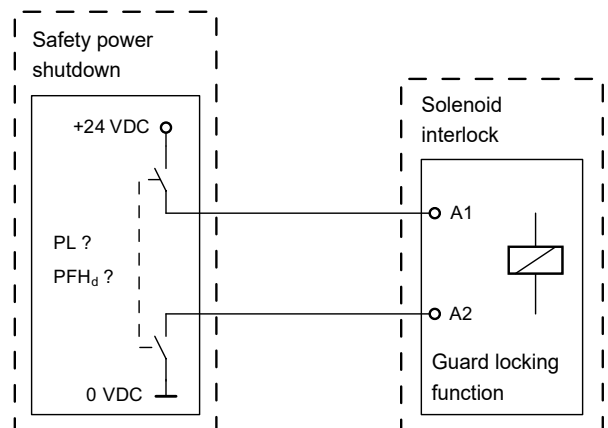 Safety power
shutdown
+24 VDC
PL ?
PFHd ?
0 VDC
Solenoid
interlock
A1
A2
Guard locking
function